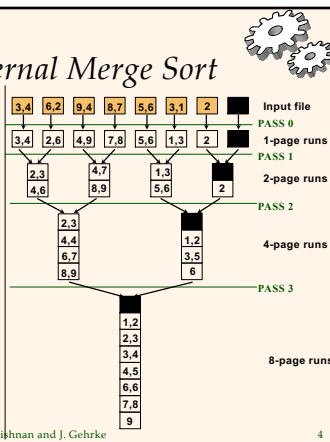 ernal Merge Sort
3,4 6,2 9,4 8,7 5,6 3,1 2 Input file
PASS 0
3,4 2,6 4,9 7,8 5,6 1,3 2 1-page runs
PASS 1
2,3 4,7 1,3 2-page runs
4,6 8,9 5,6 2
PASS 2
2,3
4,4 1,2 4-page runs
6,7 3,5
8,9 6
PASS 3
1,2
2,3
3,4 8-page runs
4,5
6,6
7,8
9
ishnan and J. Gehrke 4